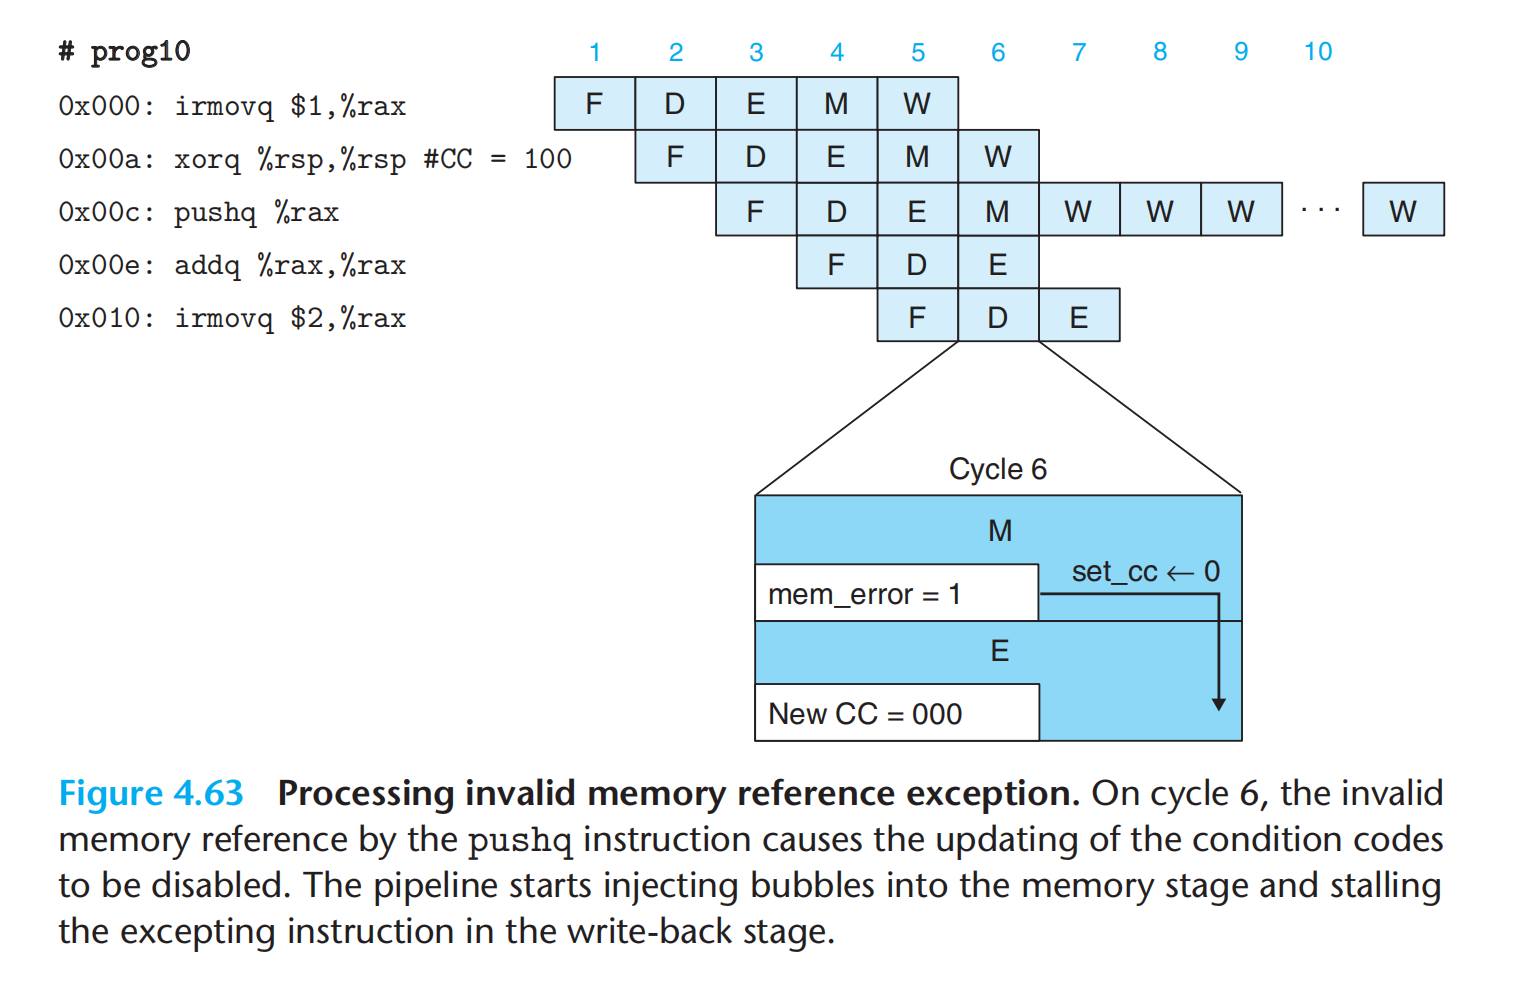 # prog10
1 2 3 4 5 6 7 8 9 10
0x000: irmovq $1,%rax F D E M W
0x00a: xorq %rsp,%rsp #CC = 100 F D E M W
0x00c: pushq %rax F D E M W W W · · · W
0x00e: addq %rax,%rax F D E
0x010: irmovq $2,%rax F D E
Cycle 6
M
set_cc ← 0
mem_error = 1
E
New CC = 000
Figure 4.63 Processing invalid memory reference exception. On cycle 6, the invalid
memory reference by the pushq instruction causes the updating of the condition codes
to be disabled. The pipeline starts injecting bubbles into the memory stage and stalling
the excepting instruction in the write-back stage.